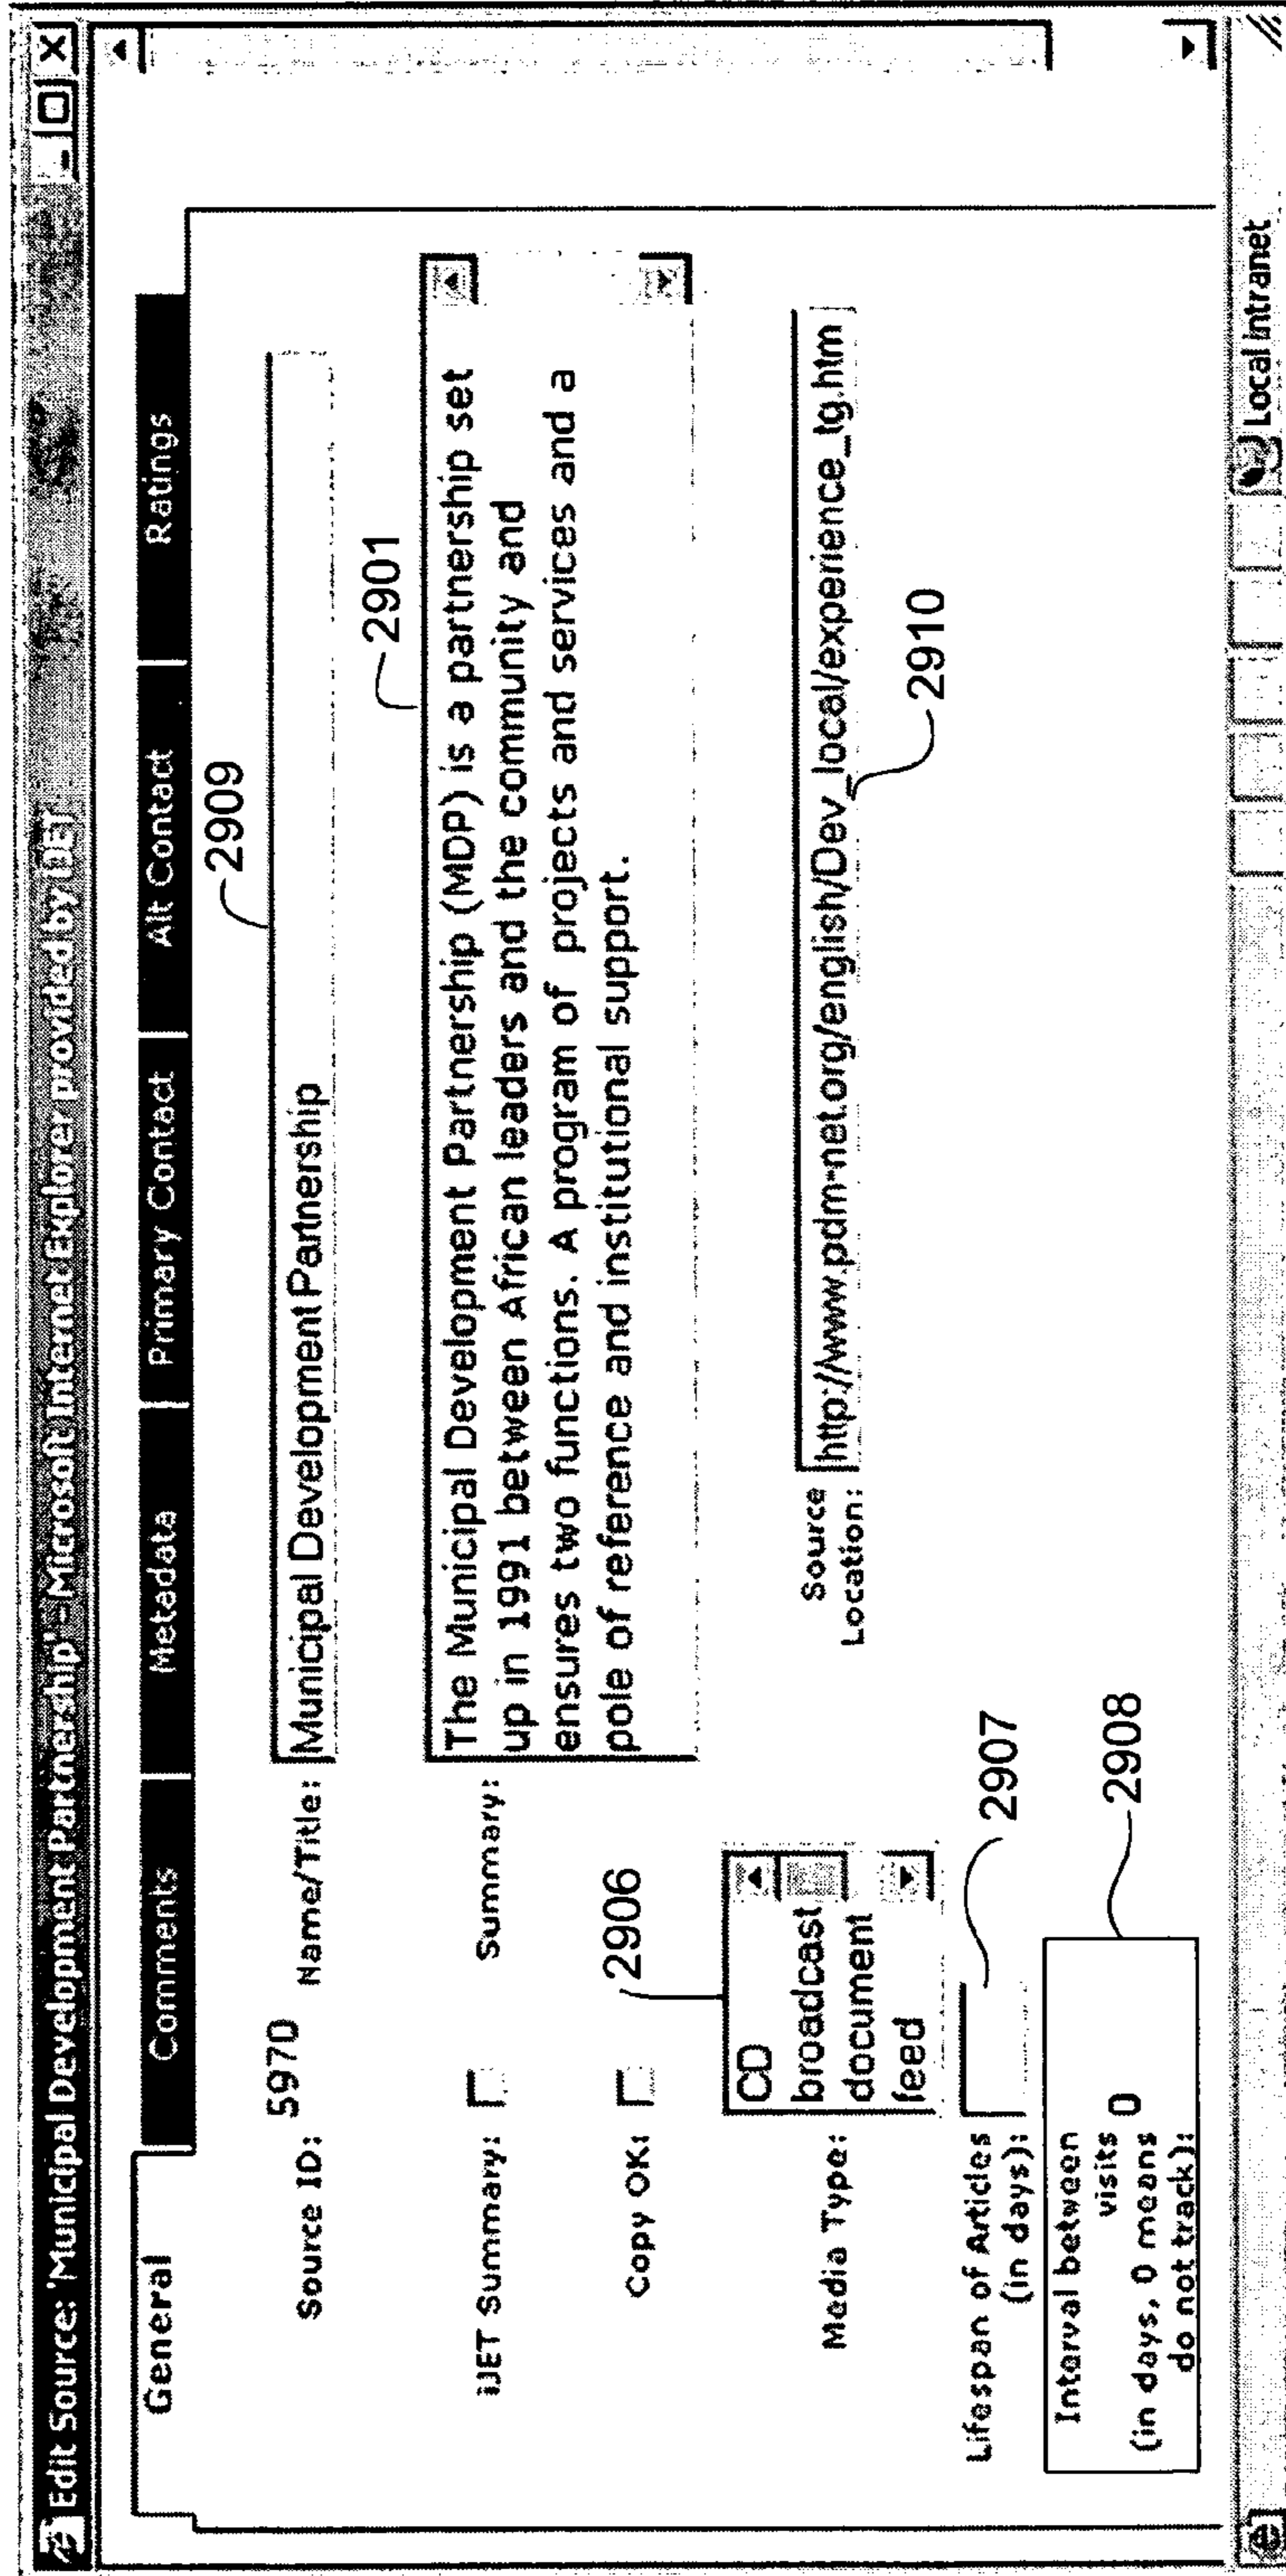 Edit Source: 'Municipal Development Partnership' - Microsoft Internet Explorer provided by iJET
General Comments Metadata Primary Contact Alt Contact Ratings
2909
Source ID: 5970 Name/Title: Municipal Development Partnership
2901
iJET Summary: Summary: The Municipal Development Partnership (MDP) is a partnership set
up in 1991 between African leaders and the community and
ensures two functions. A program of projects and services and a
pole of reference and institutional support.
Copy OK: 2906
Media Type: CD
broadcast
document
feed
Source
Location: http://www.pdm-net.org/english/Dev_local/experience_tg.htm
2910
Lifespan of Articles
(in days):
2907
Interval between
visits 0
(in days, 0 means
do not track):
2908
Local intranet